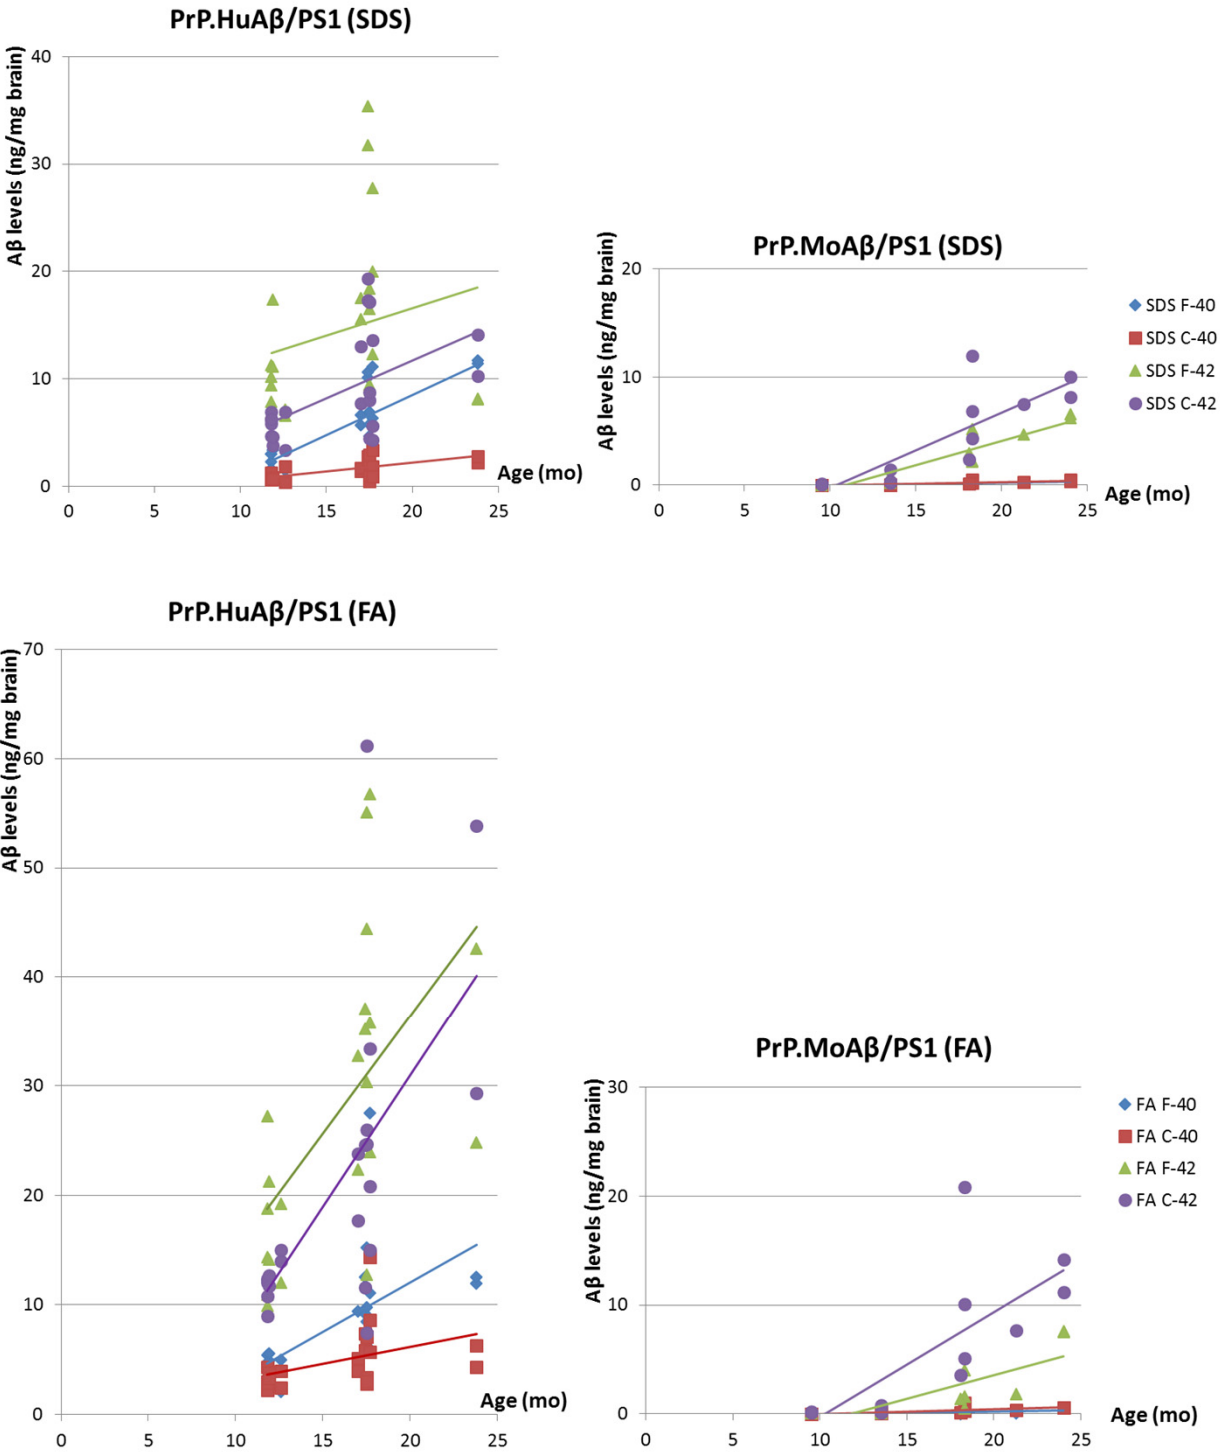 PrP.HuAβ/PS1 (SDS)
Aβ levels (ng/mg brain)
40
30
20
10
0
0 5 10 15 20 25
Age (mo)
PrP.MoAβ/PS1 (SDS)
Aβ levels (ng/mg brain)
20
10
0
0 5 10 15 20 25
Age (mo)
SDS F-40
SDS C-40
SDS F-42
SDS C-42
PrP.HuAβ/PS1 (FA)
Aβ levels (ng/mg brain)
70
60
50
40
30
20
10
0
0 5 10 15 20 25
Age (mo)
PrP.MoAβ/PS1 (FA)
Aβ levels (ng/mg brain)
30
20
10
0
0 5 10 15 20 25
Age (mo)
FA F-40
FA C-40
FA F-42
FA C-42